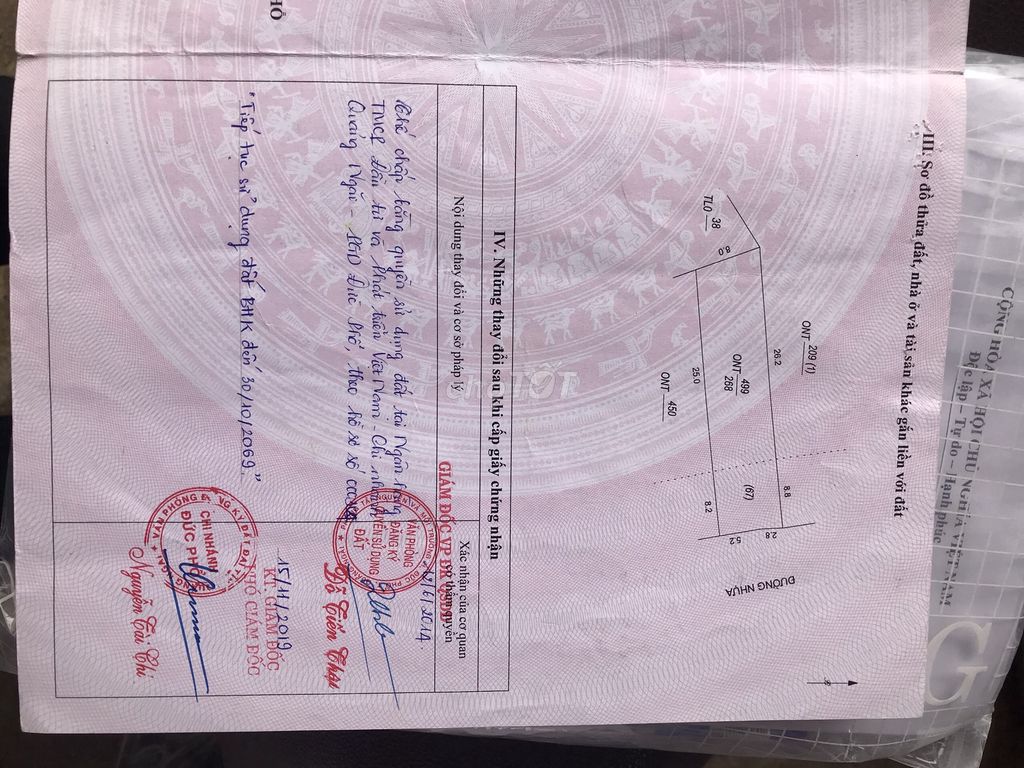 CỘNG HÒA XÃ HỘI CHỦ NGHĨA VIỆT NAM
Độc lập – Tự do – Hạnh phúc
G
III. Sơ đồ thửa đất, nhà ở và tài sản khác gắn liền với đất
ONT 209 (1)
TL0 38
8.0
26.2
8.8
ONT 499
268
(67)
2.8
5.2
25.0
8.2
ONT 450
ĐƯỜNG NHỰA
IV. Những thay đổi sau khi cấp giấy chứng nhận
Nội dung thay đổi và cơ sở pháp lý
Xác nhận của cơ quan
có thẩm quyền
Thế chấp bằng quyền sử dụng đất tại Ngân hàng
TMCP Đầu tư và Phát triển Việt Nam - Chi nhánh
Quảng Ngãi - PGD Đức Phổ, theo hồ sơ số
12/6/2014
GIÁM ĐỐC VP ĐK QSDĐ
VĂN PHÒNG
ĐĂNG KÝ
QUYỀN SỬ DỤNG
ĐẤT
Đỗ Tiến Thại
"Tiếp tục sử dụng đất BHK đến 30/10/2069."
15/11/2019
KT. GIÁM ĐỐC
PHÓ GIÁM ĐỐC
VĂN PHÒNG ĐĂNG KÝ ĐẤT ĐAI
CHI NHÁNH
ĐỨC PHỔ
Nguyễn Tài Chi
HỒ